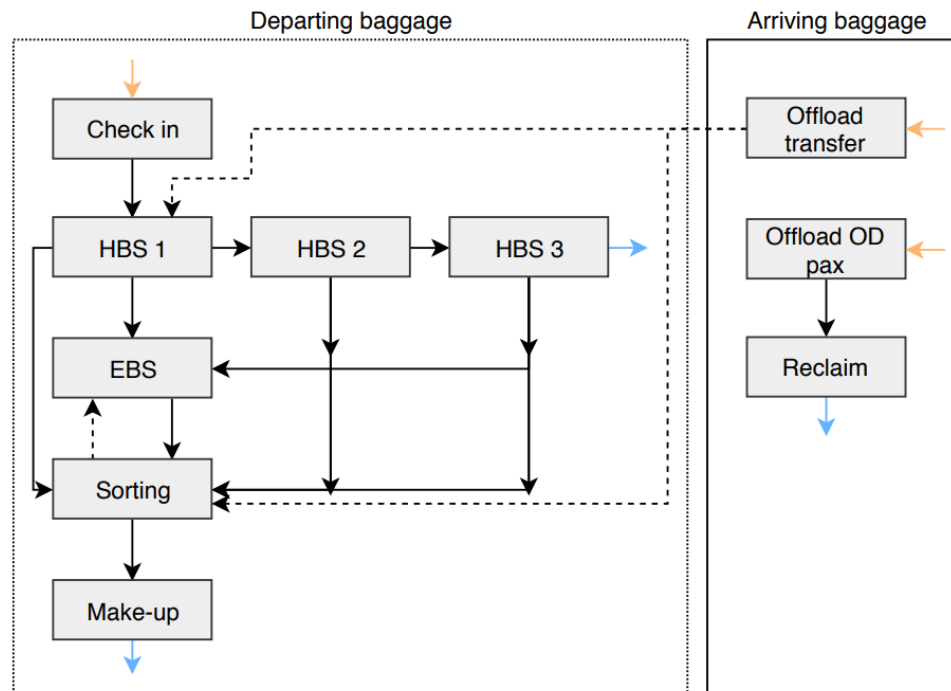 Departing baggage
Arriving baggage
Check in
Offload
transfer
HBS 1
HBS 2
HBS 3
Offload OD
pax
EBS
Reclaim
Sorting
Make-up